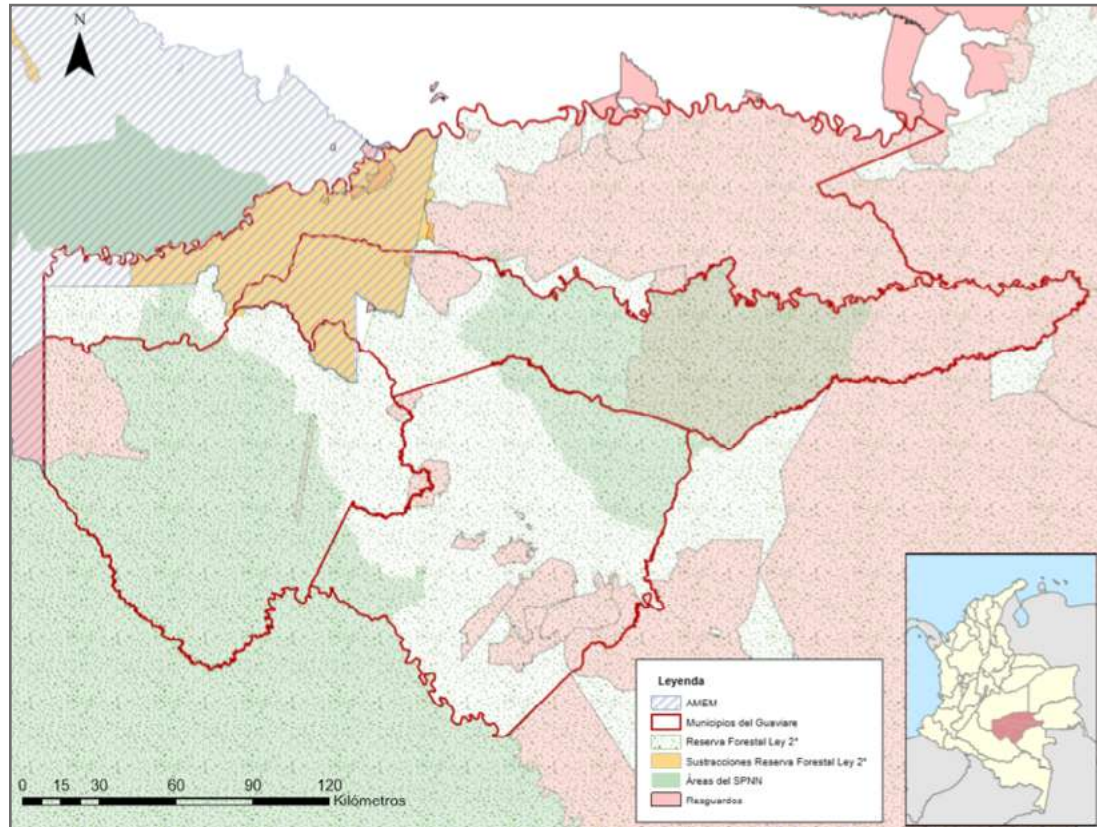 N
Leyenda
AMEM
Municipios del Guaviare
Reserva Forestal Ley 2ª
Sustracciones Reserva Forestal Ley 2ª
Áreas del SPNN
Resguardos
0 15 30 60 90 120
Kilómetros